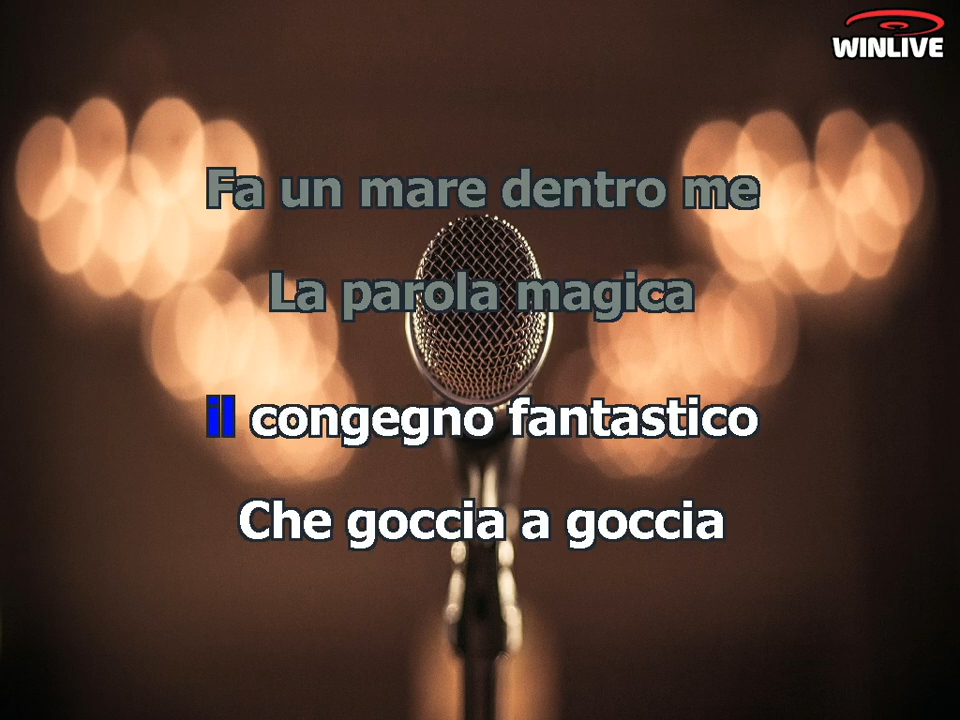 WINLIVE
Fa un mare dentro me
La parola magica
il congegno fantastico
Che goccia a goccia